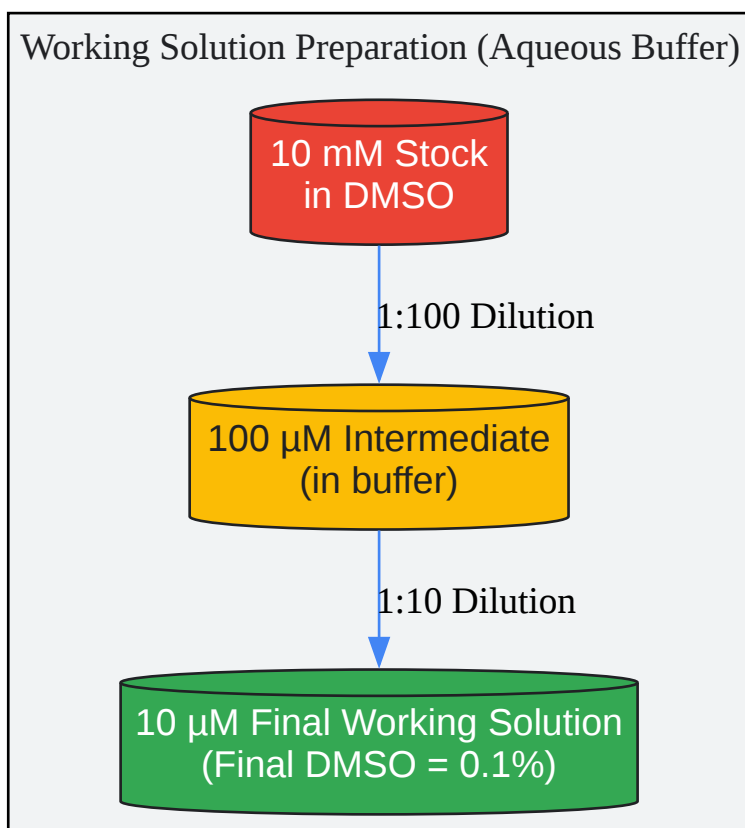 Working Solution Preparation (Aqueous Buffer)
10 mM Stock
in DMSO
1:100 Dilution
100 µM Intermediate
(in buffer)
1:10 Dilution
10 µM Final Working Solution
(Final DMSO = 0.1%)